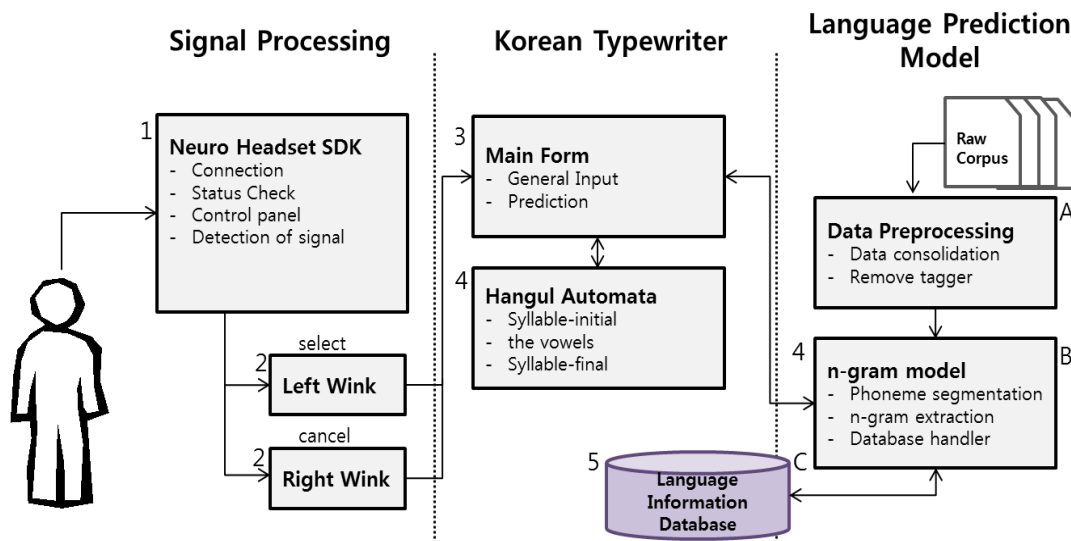 Signal Processing
1
Neuro Headset SDK
- Connection
- Status Check
- Control panel
- Detection of signal
select
2
Left Wink
cancel
2
Right Wink
Korean Typewriter
3
Main Form
- General Input
- Prediction
4
Hangul Automata
- Syllable-initial
- the vowels
- Syllable-final
5
C
Language
Information
Database
Language Prediction
Model
Raw
Corpus
A
Data Preprocessing
- Data consolidation
- Remove tagger
4
B
n-gram model
- Phoneme segmentation
- n-gram extraction
- Database handler